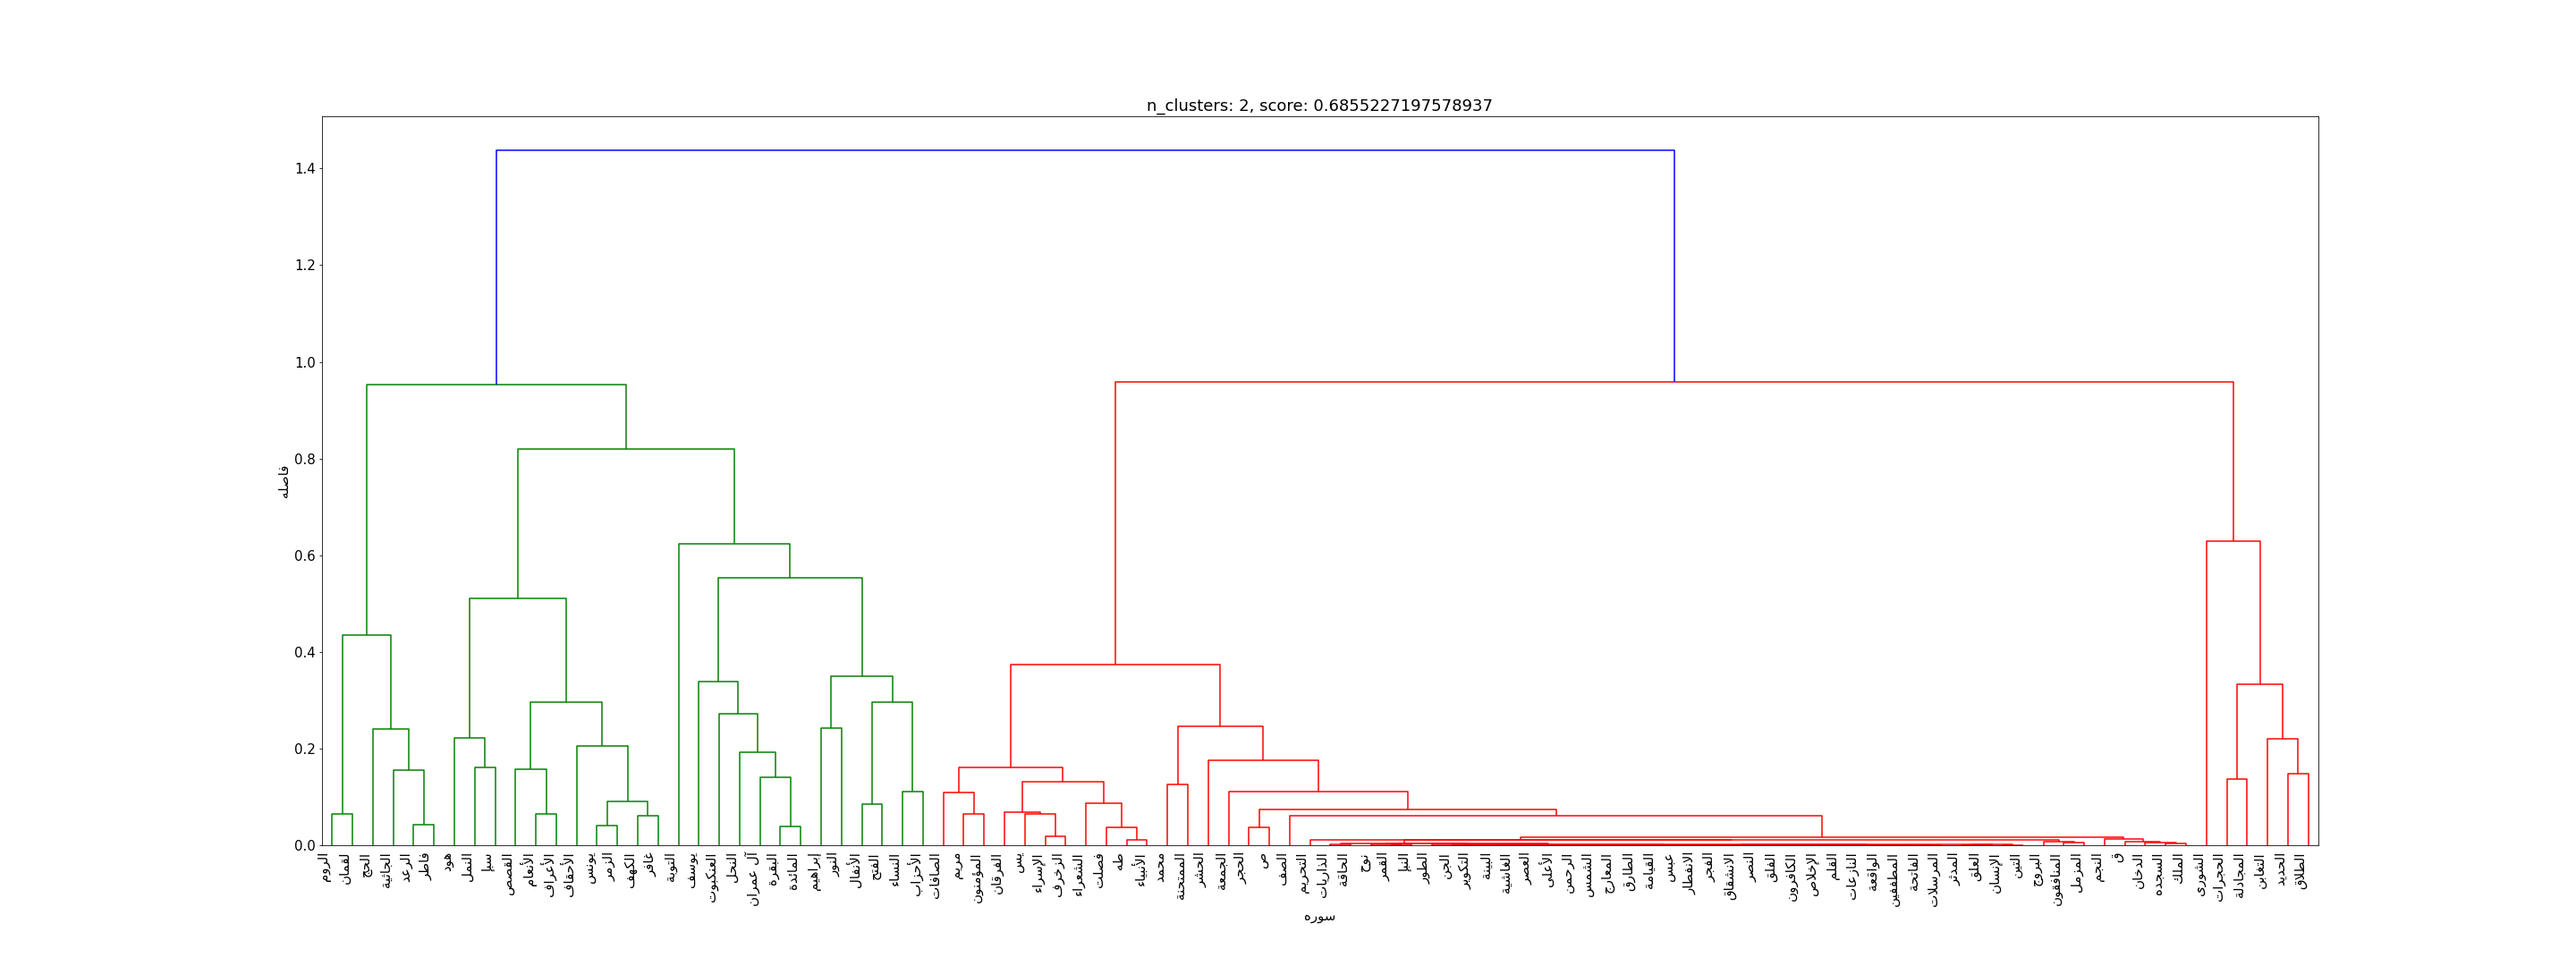 n_clusters: 2, score: 0.6855227197578937
1.4
1.2
1.0
0.8
0.6
0.4
0.2
0.0
فاصله
الروم
لقمان
الحج
الجاثية
الرعد
فاطر
هود
النمل
سبإ
القصص
الأنعام
الأعراف
الأحقاف
يونس
الزمر
الكهف
غافر
التوبة
يوسف
العنكبوت
النحل
آل عمران
البقرة
المائدة
إبراهيم
النور
الأنفال
الفتح
النساء
الأحزاب
الصافات
مريم
المؤمنون
الفرقان
يس
الإسراء
الزخرف
الشعراء
فصلت
طه
الأنبياء
محمد
الممتحنة
الحشر
الجمعة
الحجر
ص
الصف
التحريم
الذاريات
الحاقة
نوح
القمر
النبإ
الطور
الجن
التكوير
البينة
الغاشية
العصر
الأعلى
الرحمن
الشمس
المعارج
الطارق
القيامة
عبس
الانفطار
الفجر
الانشقاق
النصر
الفلق
الكافرون
الإخلاص
القلم
النازعات
الواقعة
المطففين
الفاتحة
المرسلات
المدثر
العلق
الإنسان
التين
البروج
المنافقون
المزمل
النجم
ق
الدخان
السجده
الملك
الشورى
الحجرات
المجادلة
التغابن
الحديد
الطلاق
سوره